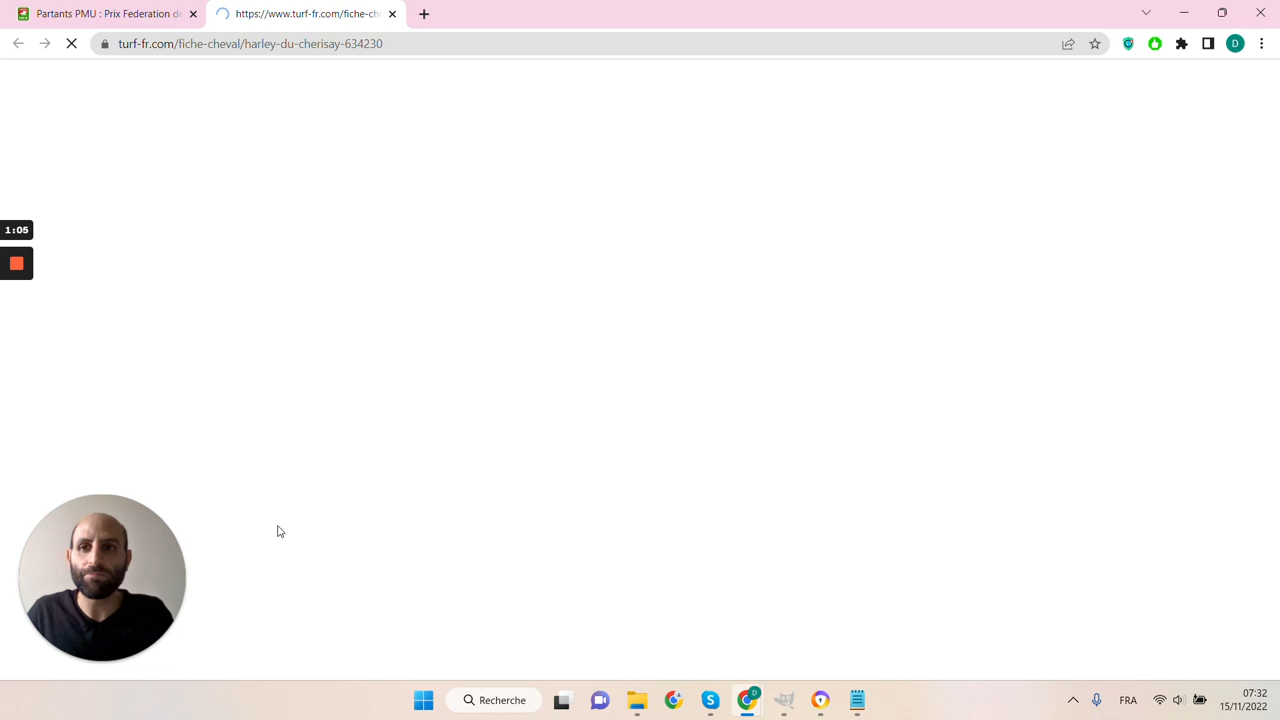 Partants PMU : Prix Federation de
https://www.turf-fr.com/fiche-ch
turf-fr.com/fiche-cheval/harley-du-cherisay-634230
D
1:05
Recherche
D
S
FRA
07:32
15/11/2022